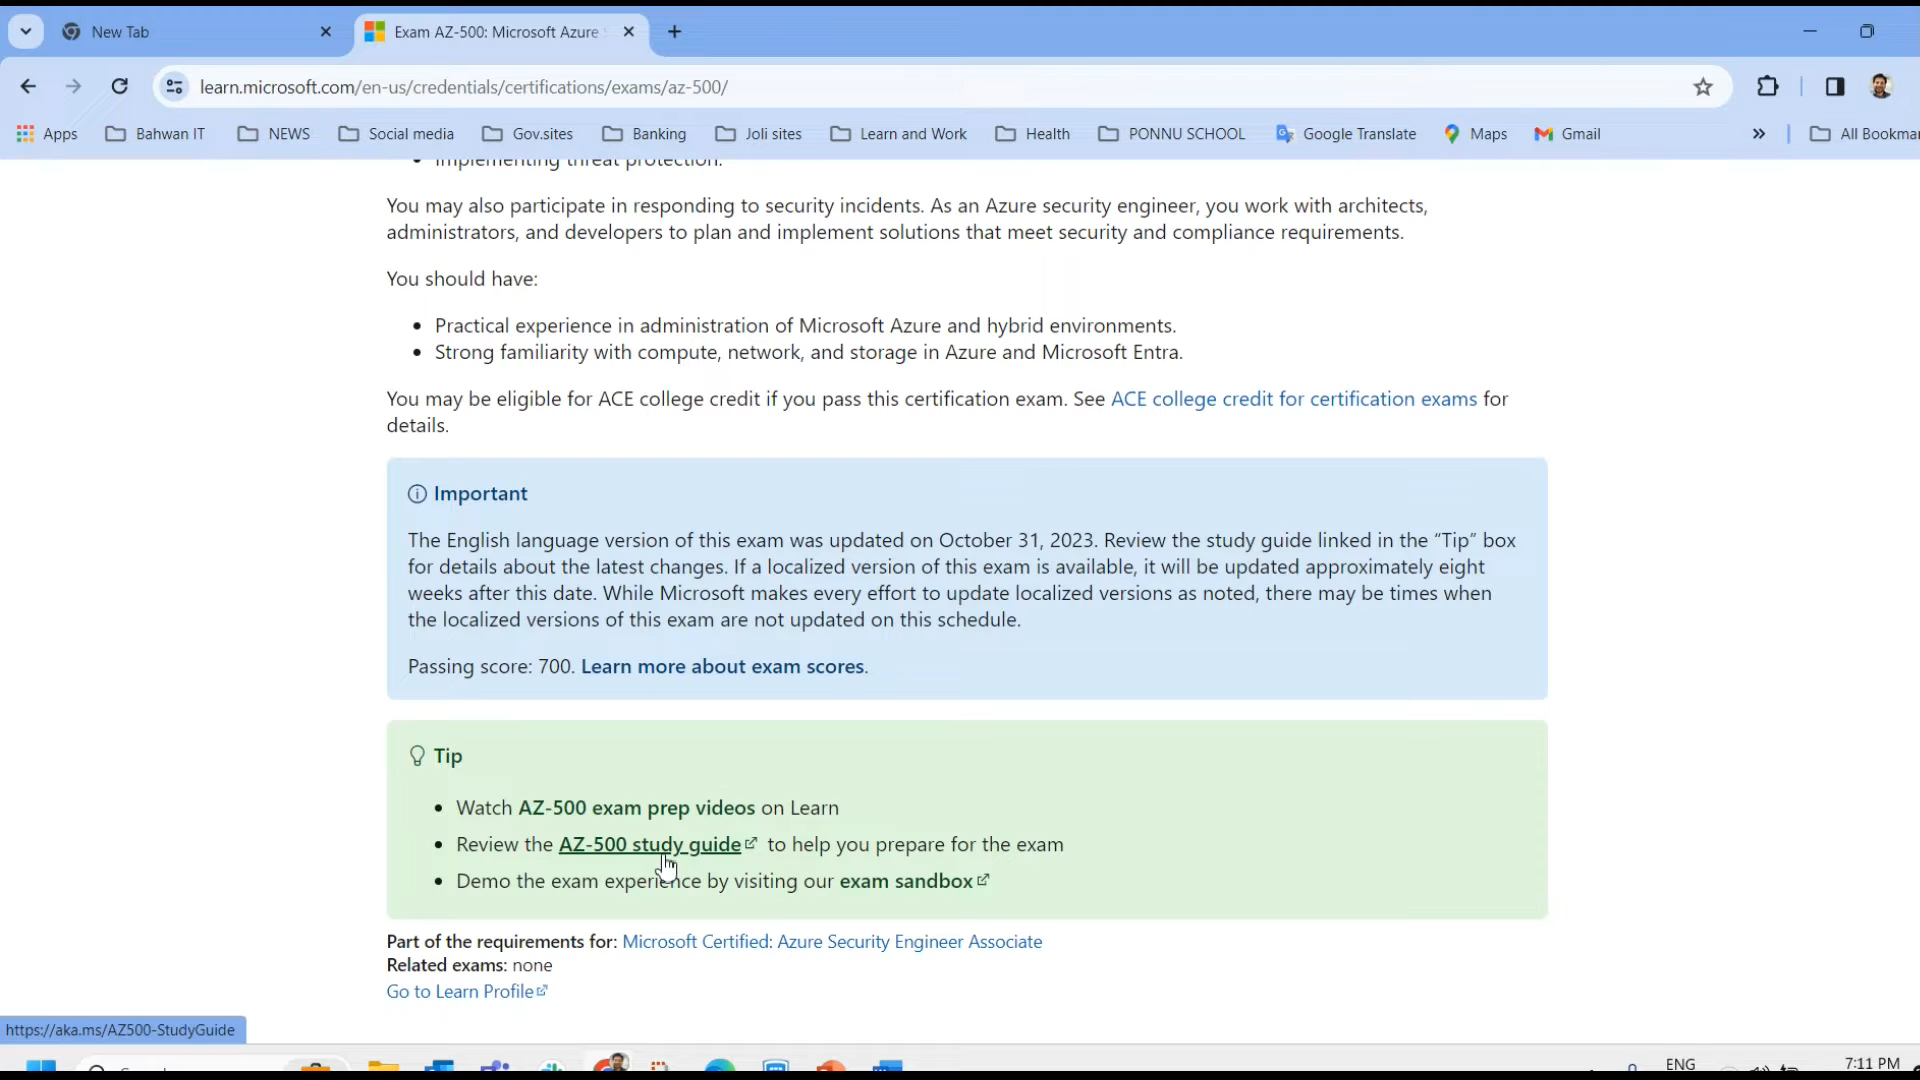 New Tab
Exam AZ-500: Microsoft Azure
learn.microsoft.com/en-us/credentials/certifications/exams/az-500/
Apps Bahwan IT NEWS Social media Gov.sites Banking Joli sites Learn and Work Health PONNU SCHOOL Google Translate Maps Gmail » All Bookma
• Implementing threat protection.
You may also participate in responding to security incidents. As an Azure security engineer, you work with architects,
administrators, and developers to plan and implement solutions that meet security and compliance requirements.
You should have:
• Practical experience in administration of Microsoft Azure and hybrid environments.
• Strong familiarity with compute, network, and storage in Azure and Microsoft Entra.
You may be eligible for ACE college credit if you pass this certification exam. See ACE college credit for certification exams for
details.
Important
The English language version of this exam was updated on October 31, 2023. Review the study guide linked in the “Tip” box
for details about the latest changes. If a localized version of this exam is available, it will be updated approximately eight
weeks after this date. While Microsoft makes every effort to update localized versions as noted, there may be times when
the localized versions of this exam are not updated on this schedule.
Passing score: 700. Learn more about exam scores.
Tip
• Watch AZ-500 exam prep videos on Learn
• Review the AZ-500 study guide to help you prepare for the exam
• Demo the exam experience by visiting our exam sandbox
Part of the requirements for: Microsoft Certified: Azure Security Engineer Associate
Related exams: none
Go to Learn Profile
https://aka.ms/AZ500-StudyGuide
ENG
7:11 PM